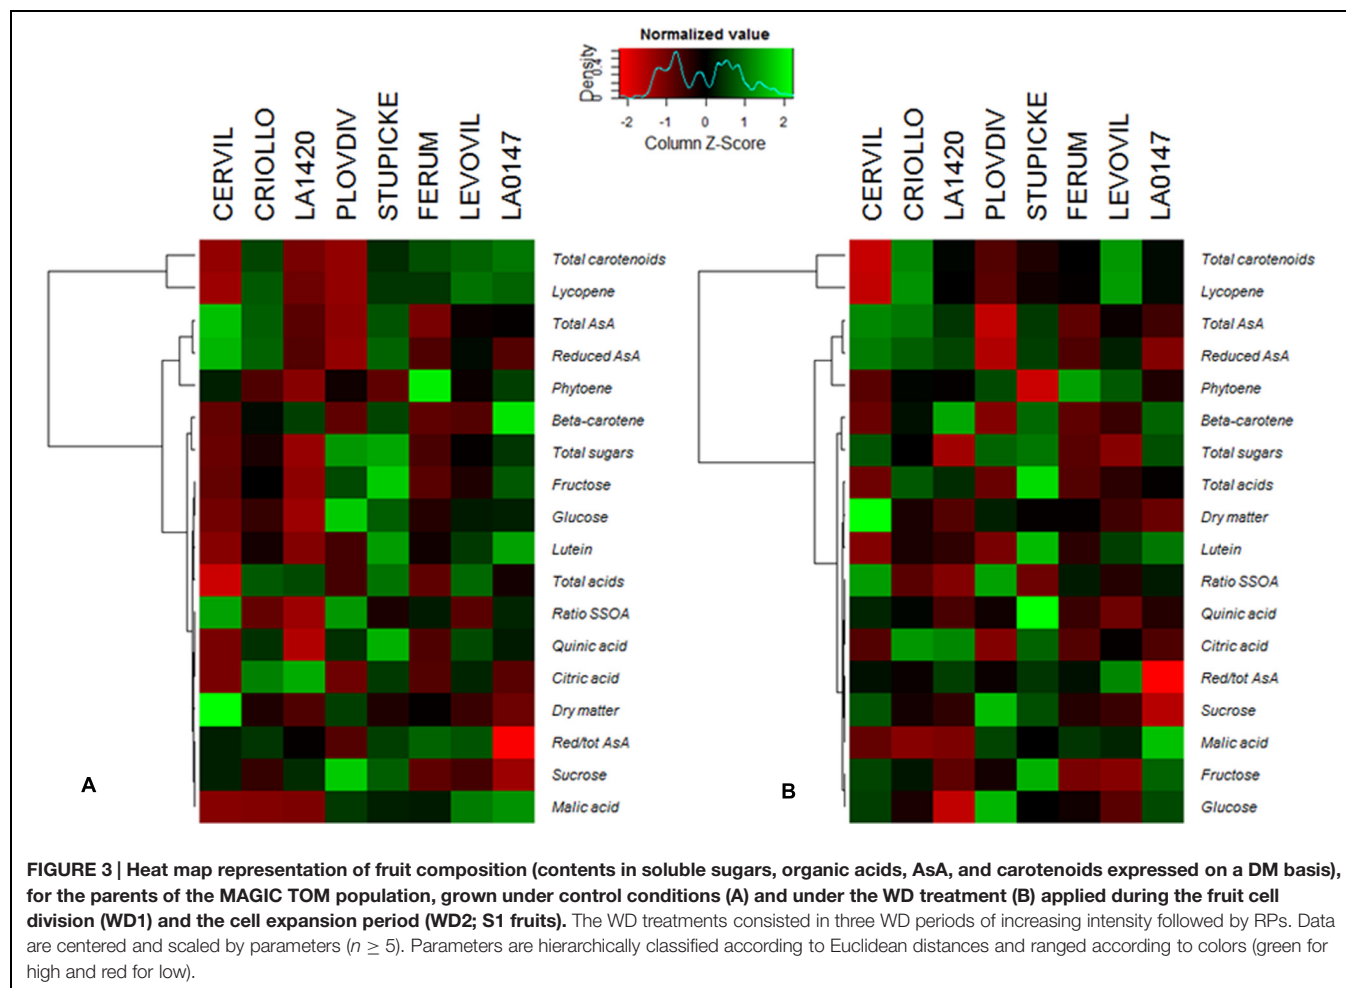 Normalized value
Density
0 0.4
-2 -1 0 1 2
Column Z-Score
CERVIL CRIOLLO LA1420 PLOVDIV STUPICKE FERUM LEVOVIL LA0147
Total carotenoids
Lycopene
Total AsA
Reduced AsA
Phytoene
Beta-carotene
Total sugars
Fructose
Glucose
Lutein
Total acids
Ratio SSOA
Quinic acid
Citric acid
Dry matter
Red/tot AsA
Sucrose
Malic acid
A
CERVIL CRIOLLO LA1420 PLOVDIV STUPICKE FERUM LEVOVIL LA0147
Total carotenoids
Lycopene
Total AsA
Reduced AsA
Phytoene
Beta-carotene
Total sugars
Total acids
Dry matter
Lutein
Ratio SSOA
Quinic acid
Citric acid
Red/tot AsA
Sucrose
Malic acid
Fructose
Glucose
B
FIGURE 3 | Heat map representation of fruit composition (contents in soluble sugars, organic acids, AsA, and carotenoids expressed on a DM basis),
for the parents of the MAGIC TOM population, grown under control conditions (A) and under the WD treatment (B) applied during the fruit cell
division (WD1) and the cell expansion period (WD2; S1 fruits). The WD treatments consisted in three WD periods of increasing intensity followed by RPs. Data
are centered and scaled by parameters (n ≥ 5). Parameters are hierarchically classified according to Euclidean distances and ranged according to colors (green for
high and red for low).